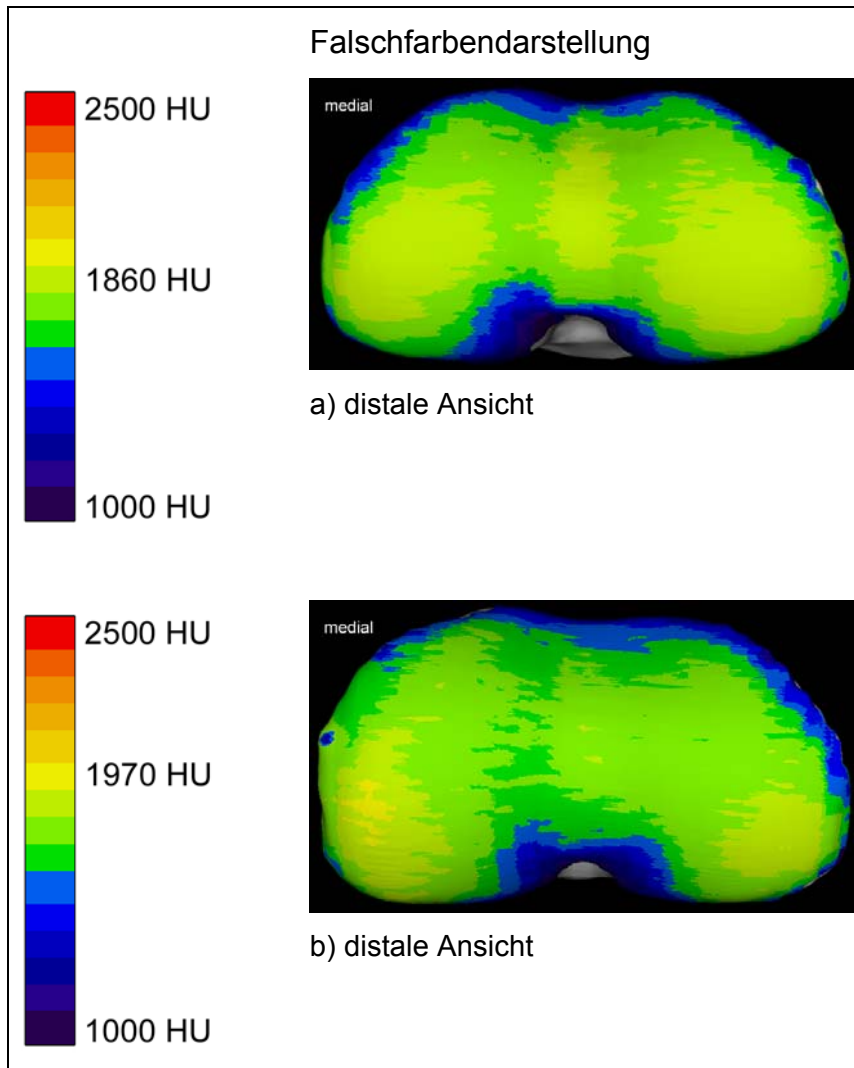 Falschfarbendarstellung
2500 HU
1860 HU
1000 HU
medial
a) distale Ansicht
2500 HU
1970 HU
1000 HU
medial
b) distale Ansicht